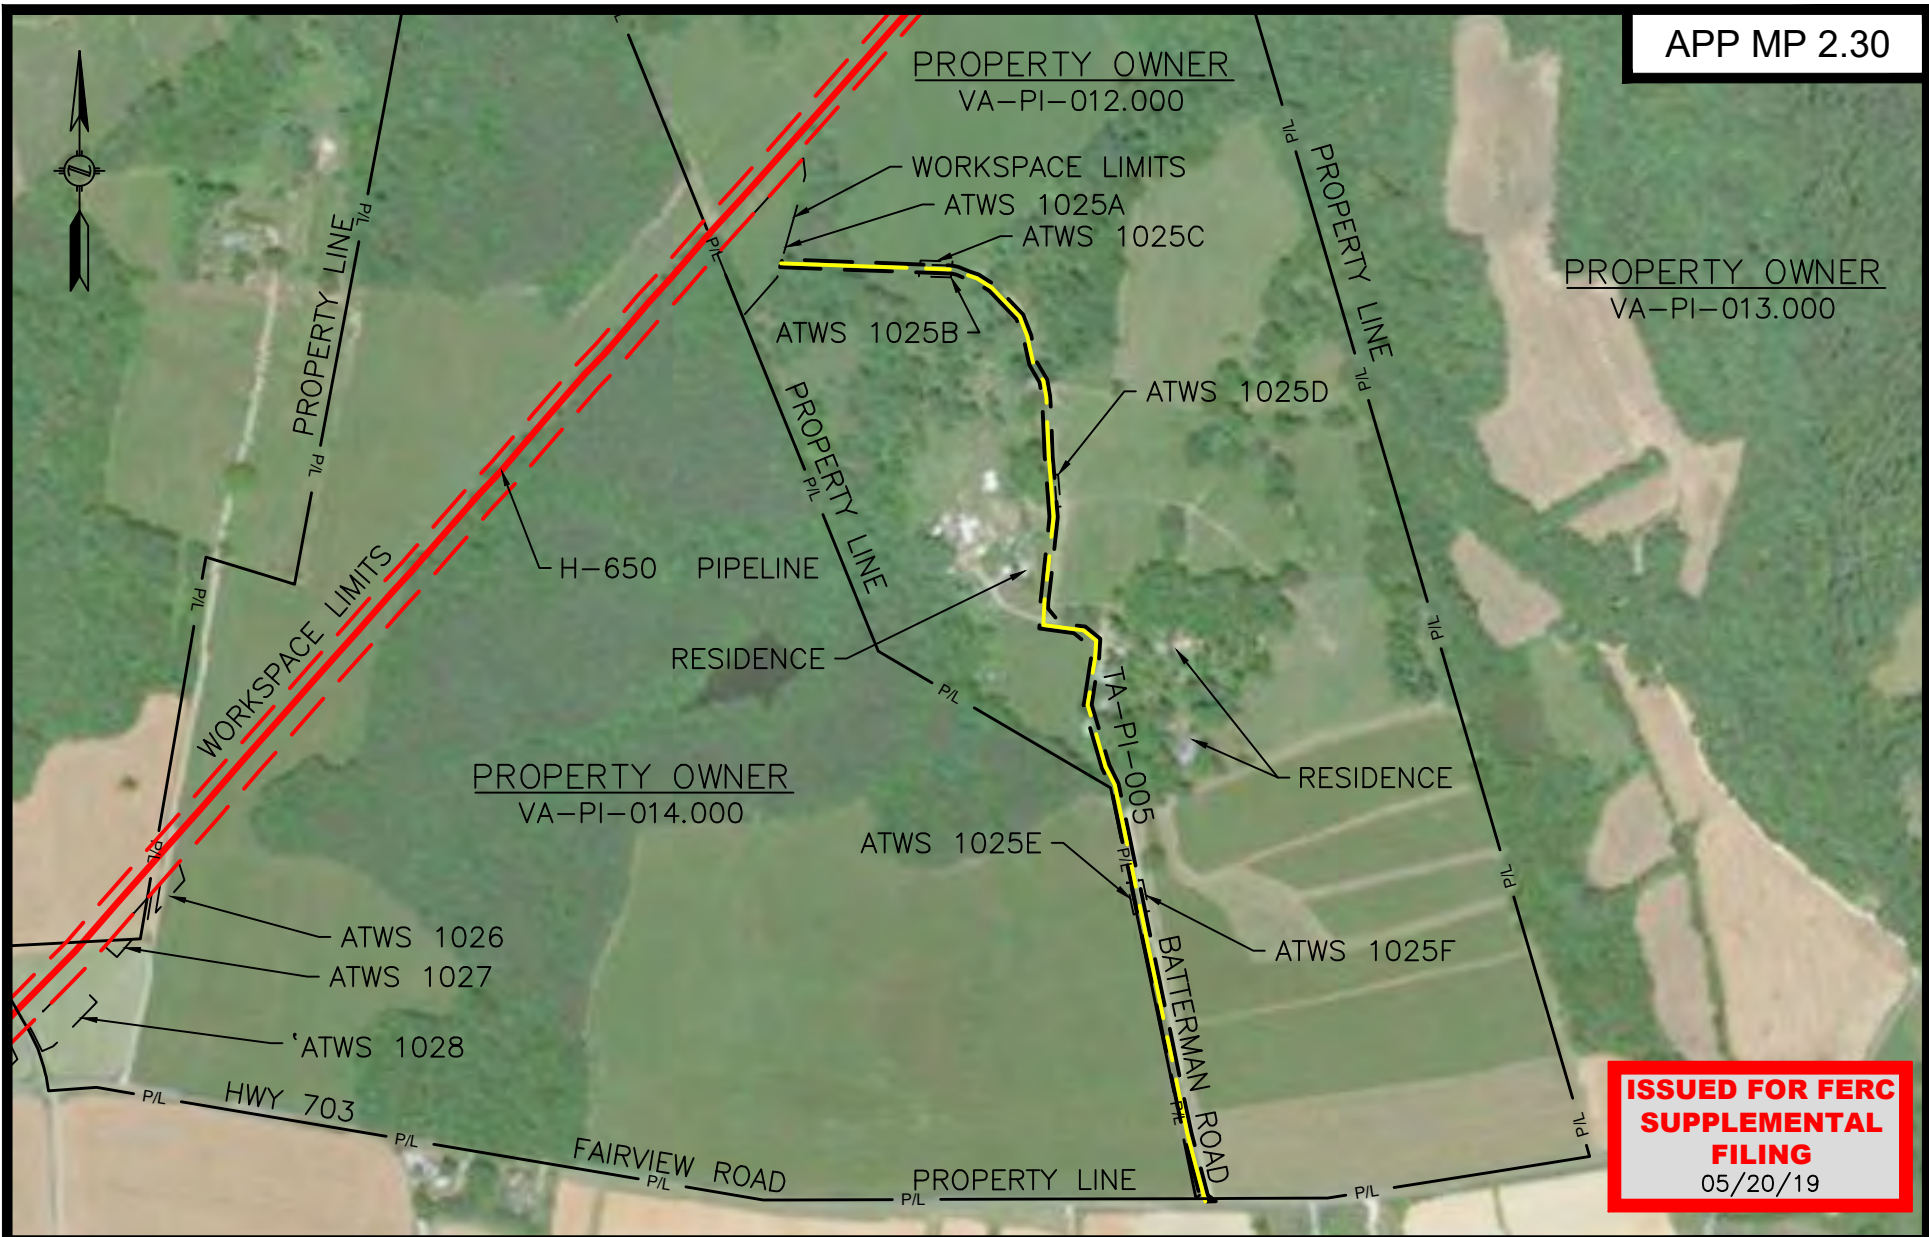 APP MP 2.30
PROPERTY OWNER
VA-PI-012.000
WORKSPACE LIMITS
ATWS 1025A
ATWS 1025C
ATWS 1025B
ATWS 1025D
PROPERTY LINE
P/L
P/L
PROPERTY LINE
P/L
P/L
PROPERTY OWNER
VA-PI-013.000
PROPERTY LINE
P/L
P/L
P/L
P/L
P/L
P/L
P/L
H-650 PIPELINE
WORKSPACE LIMITS
RESIDENCE
P/L
TA-PI-005
RESIDENCE
PROPERTY OWNER
VA-PI-014.000
ATWS 1025E
P/L
ATWS 1025F
BATTERMAN ROAD
P/L
ATWS 1026
ATWS 1027
ATWS 1028
HWY 703
P/L
P/L
FAIRVIEW ROAD
P/L
PROPERTY LINE
P/L
P/L
ISSUED FOR FERC
SUPPLEMENTAL
FILING
05/20/19
Z